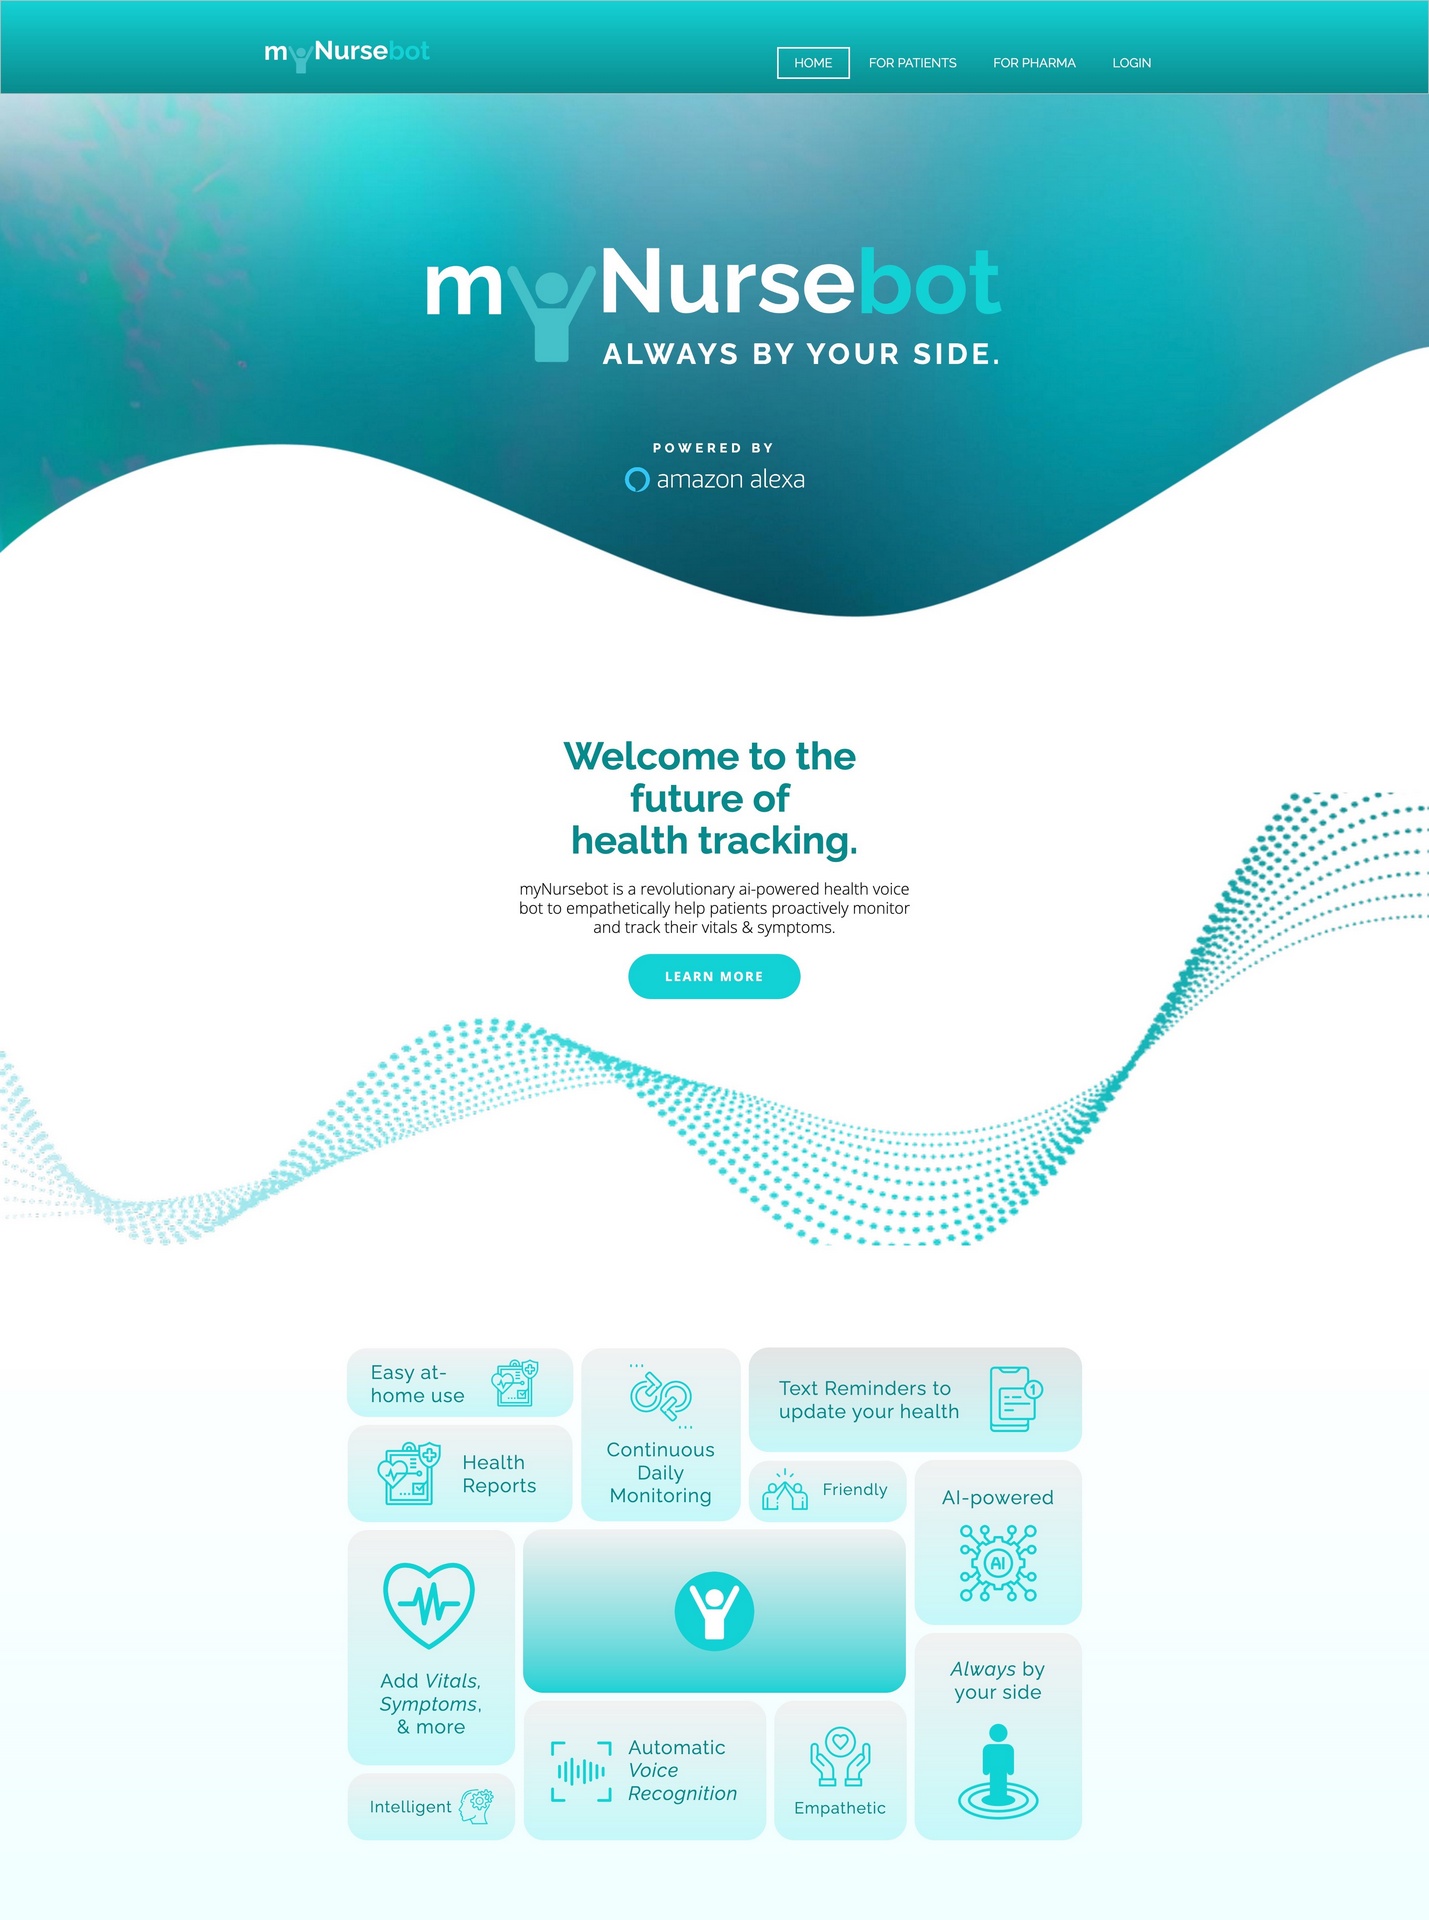 myNursebot
HOME
FOR PATIENTS
FOR PHARMA
LOGIN
myNursebot
ALWAYS BY YOUR SIDE.
POWERED BY
amazon alexa
Welcome to the
future of
health tracking.
myNursebot is a revolutionary ai-powered health voice
bot to empathetically help patients proactively monitor
and track their vitals & symptoms.
LEARN MORE
Easy at-
home use
Continuous
Daily
Monitoring
Text Reminders to
update your health
1
Health
Reports
Friendly
AI-powered
AI
Add Vitals,
Symptoms,
& more
Always by
your side
Automatic
Voice
Recognition
Empathetic
Intelligent